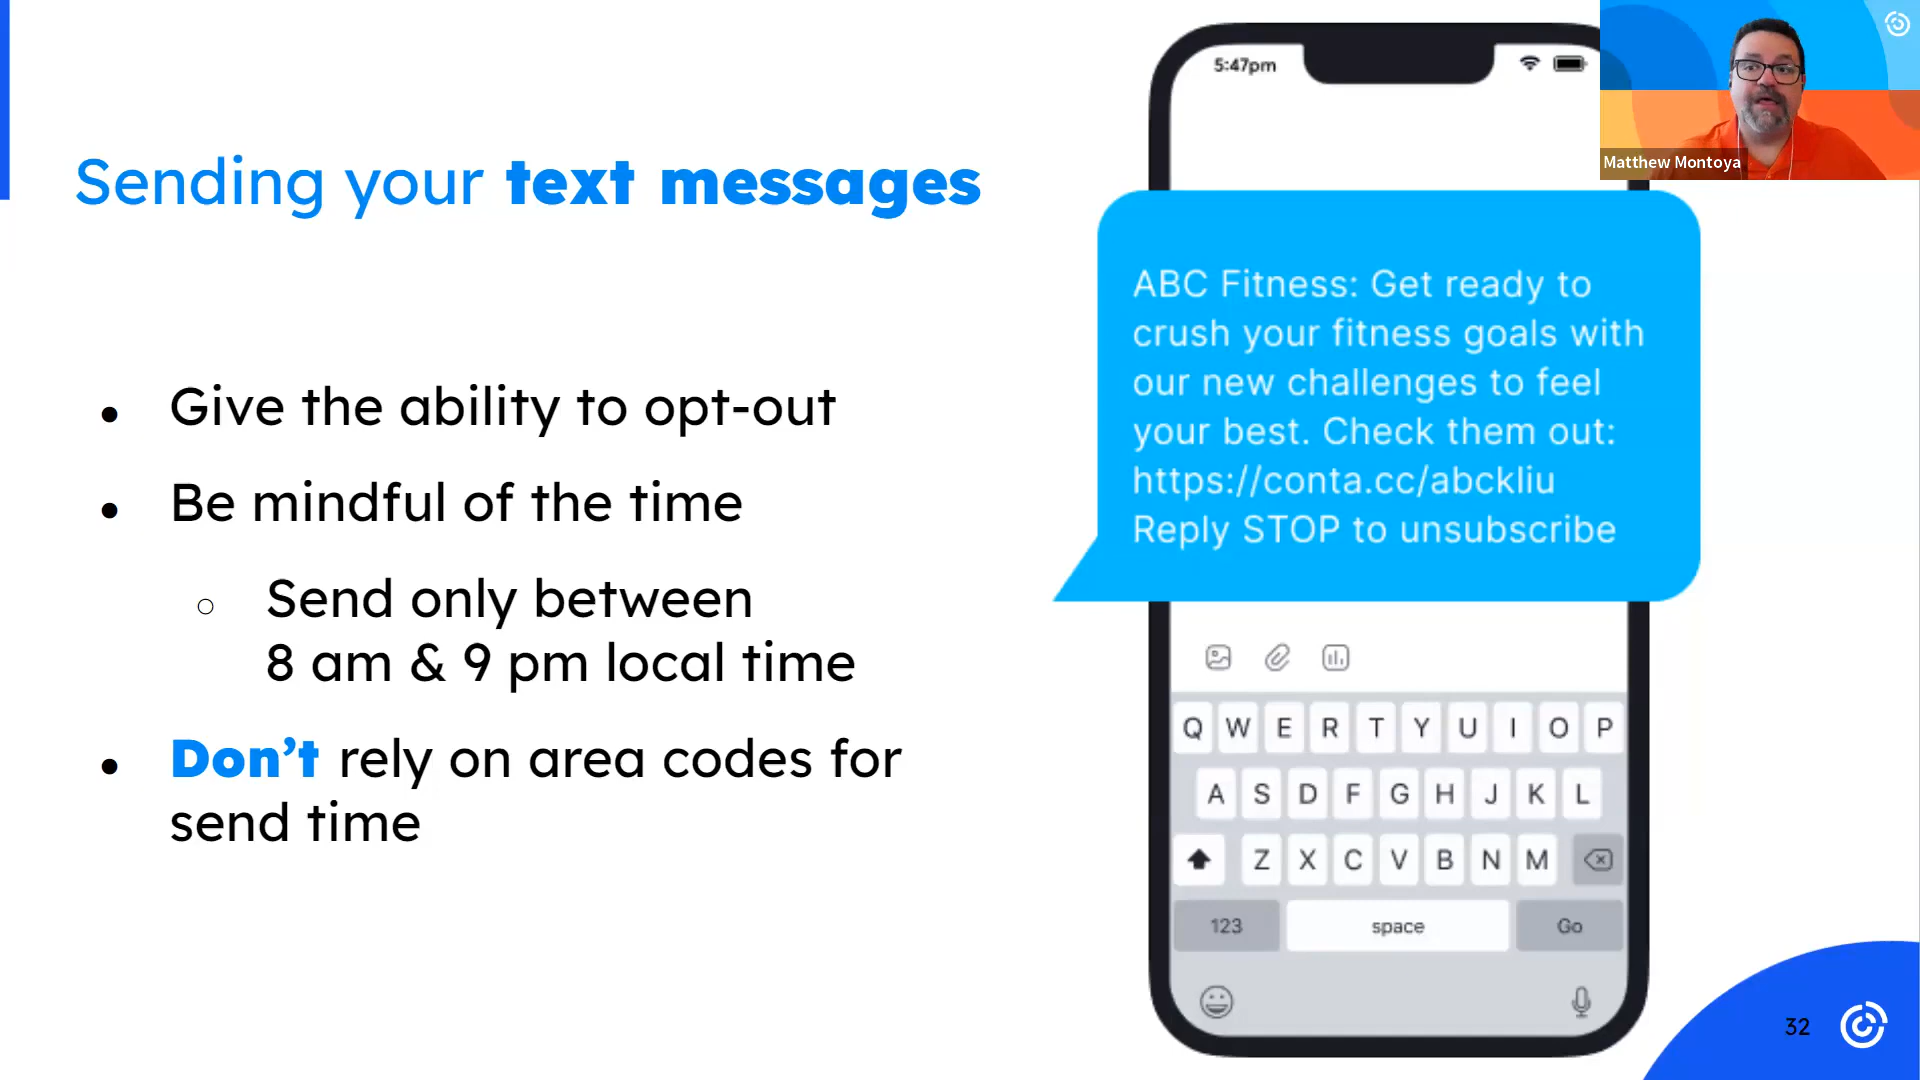 Sending your text messages
Give the ability to opt-out
Be mindful of the time
Send only between
8 am & 9 pm local time
Don't rely on area codes for
send time
5:47pm
ABC Fitness: Get ready to
crush your fitness goals with
our new challenges to feel
your best. Check them out:
https://conta.cc/abckliu
Reply STOP to unsubscribe
Q W E R T Y U I O P
A S D F G H J K L
Z X C V B N M
123 space Go
Matthew Montoya
32